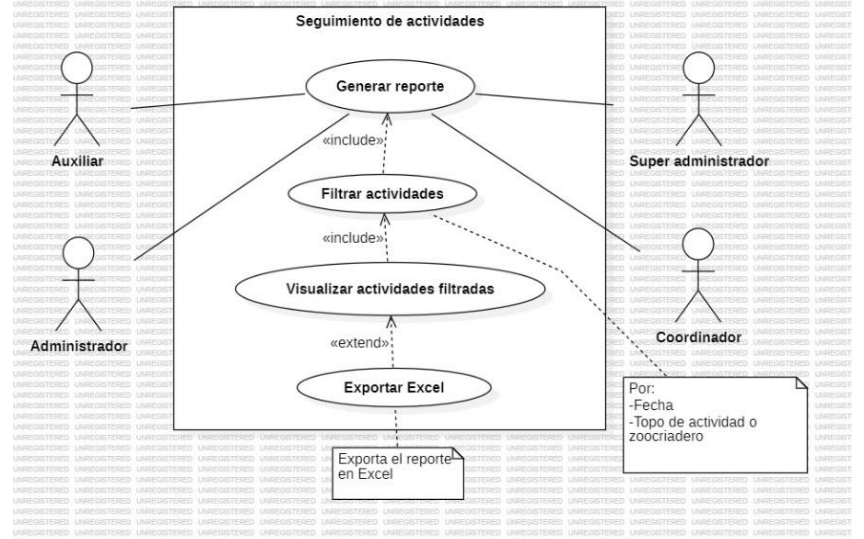 Seguimiento de actividades
Generar reporte
«include»
Auxiliar
Super administrador
Filtrar actividades
«include»
Visualizar actividades filtradas
Administrador
Coordinador
«extend»
Exportar Excel
Por:
-Fecha
-Topo de actividad o
zoocriadero
Exporta el reporte
en Excel
UNREGISTERED